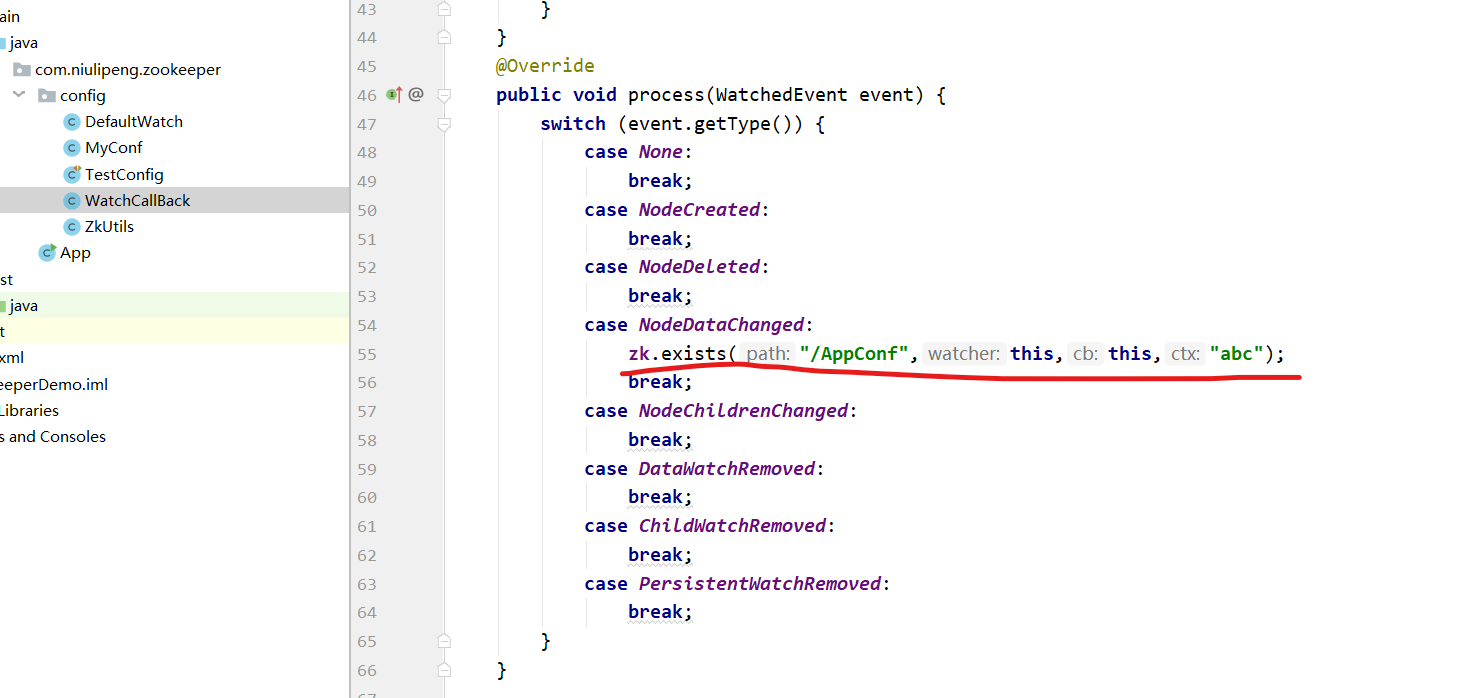 ain
java
com.niulipeng.zookeeper
config
DefaultWatch
MyConf
TestConfig
WatchCallBack
ZkUtils
App
st
java
t
xml
eeperDemo.iml
Libraries
s and Consoles
43 }
44 }
45 @Override
46 @ public void process(WatchedEvent event) {
47 switch (event.getType()) {
48 case None:
49 break;
50 case NodeCreated:
51 break;
52 case NodeDeleted:
53 break;
54 case NodeDataChanged:
55 zk.exists( path: "/AppConf", watcher: this, cb: this, ctx: "abc");
56 break;
57 case NodeChildrenChanged:
58 break;
59 case DataWatchRemoved:
60 break;
61 case ChildWatchRemoved:
62 break;
63 case PersistentWatchRemoved:
64 break;
65 }
66 }
67